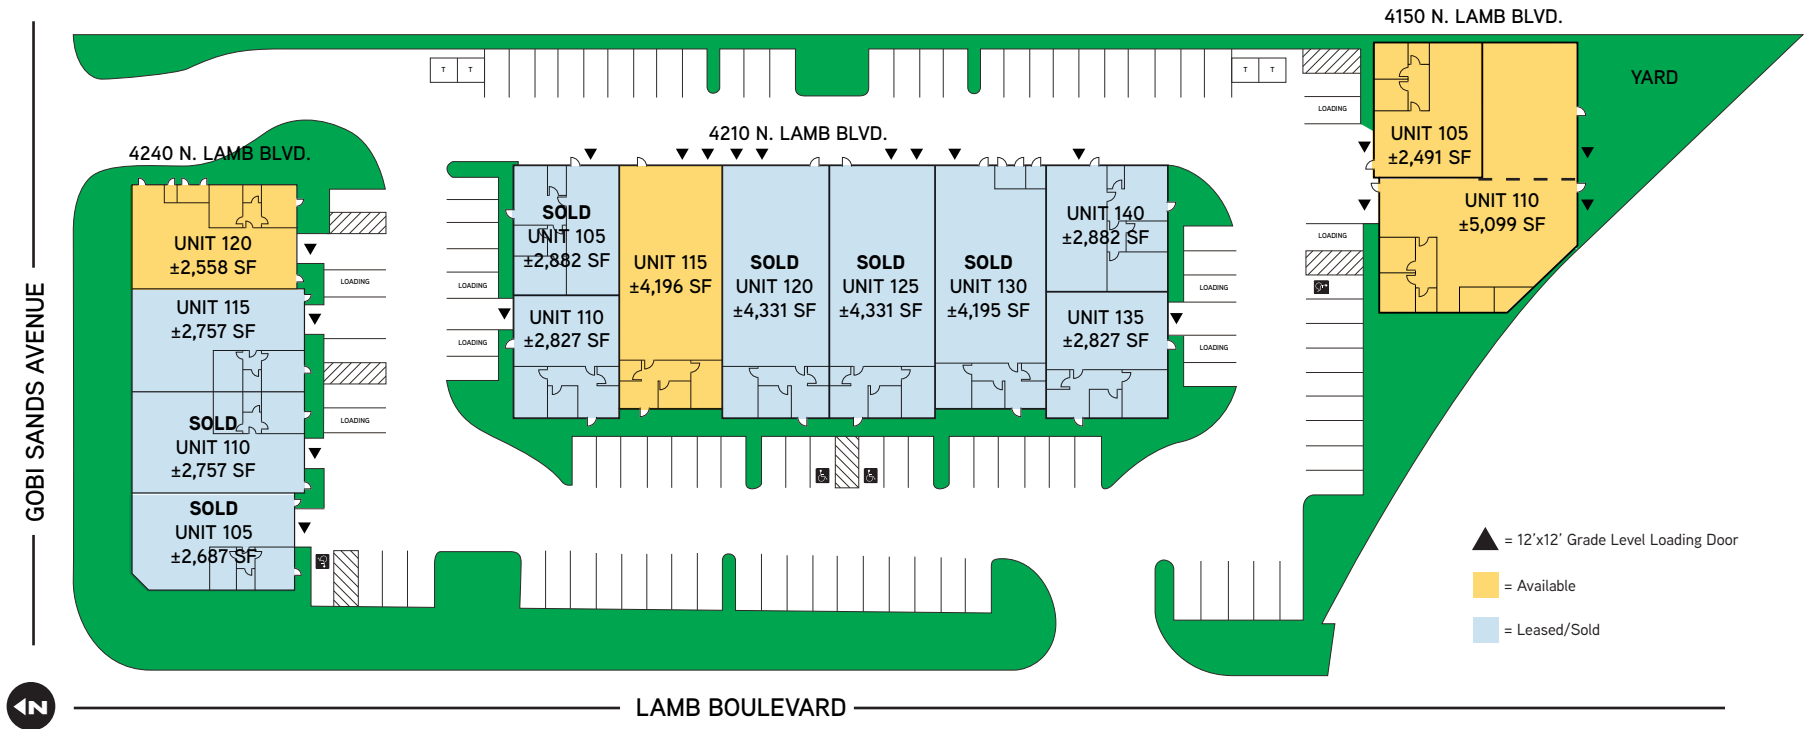 4150 N. LAMB BLVD.
YARD
T T
T T
LOADING
4210 N. LAMB BLVD.
4240 N. LAMB BLVD.
UNIT 105
±2,491 SF
UNIT 110
±5,099 SF
LOADING
UNIT 120
±2,558 SF
LOADING
UNIT 115
±2,757 SF
SOLD
UNIT 110
±2,757 SF
LOADING
SOLD
UNIT 105
±2,687 SF
SOLD
UNIT 105
±2,882 SF
LOADING
UNIT 110
±2,827 SF
LOADING
UNIT 115
±4,196 SF
SOLD
UNIT 120
±4,331 SF
SOLD
UNIT 125
±4,331 SF
SOLD
UNIT 130
±4,195 SF
UNIT 140
±2,882 SF
LOADING
UNIT 135
±2,827 SF
LOADING
GOBI SANDS AVENUE
= 12'x12' Grade Level Loading Door
= Available
= Leased/Sold
N
LAMB BOULEVARD